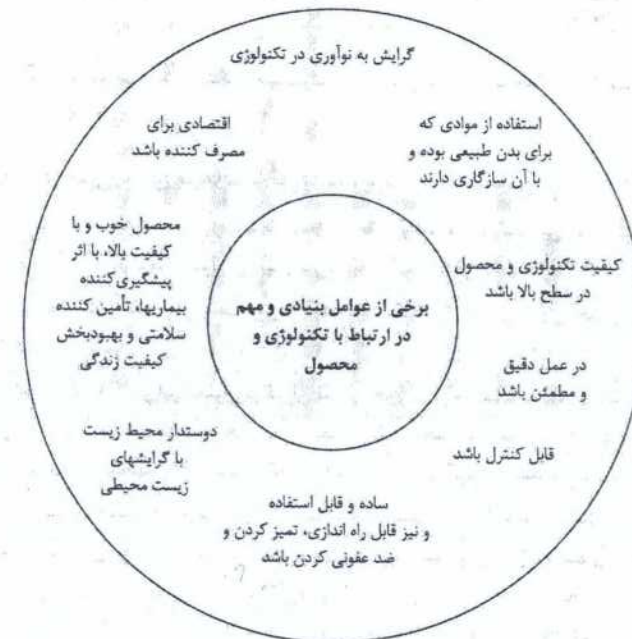 گرایش به نوآوری در تکنولوژی
استفاده از موادی که
برای بدن طبیعی بوده و
با آن سازگاری دارند
کیفیت تکنولوژی و محصول
در سطح بالا باشد
در عمل دقیق
و مطمئن باشد
قابل کنترل باشد
ساده و قابل استفاده
و نیز قابل راه اندازی، تمیز کردن و
ضد عفونی کردن باشد
دوستدار محیط زیست
با گرایشهای
زیست محیطی
محصول خوب و با
کیفیت بالا، با اثر
پیشگیری‌کننده
بیماریها، تأمین کننده
سلامتی و بهبودبخش
کیفیت زندگی
اقتصادی برای
مصرف کننده باشد
برخی از عوامل بنیادی و مهم
در ارتباط با تکنولوژی و
محصول